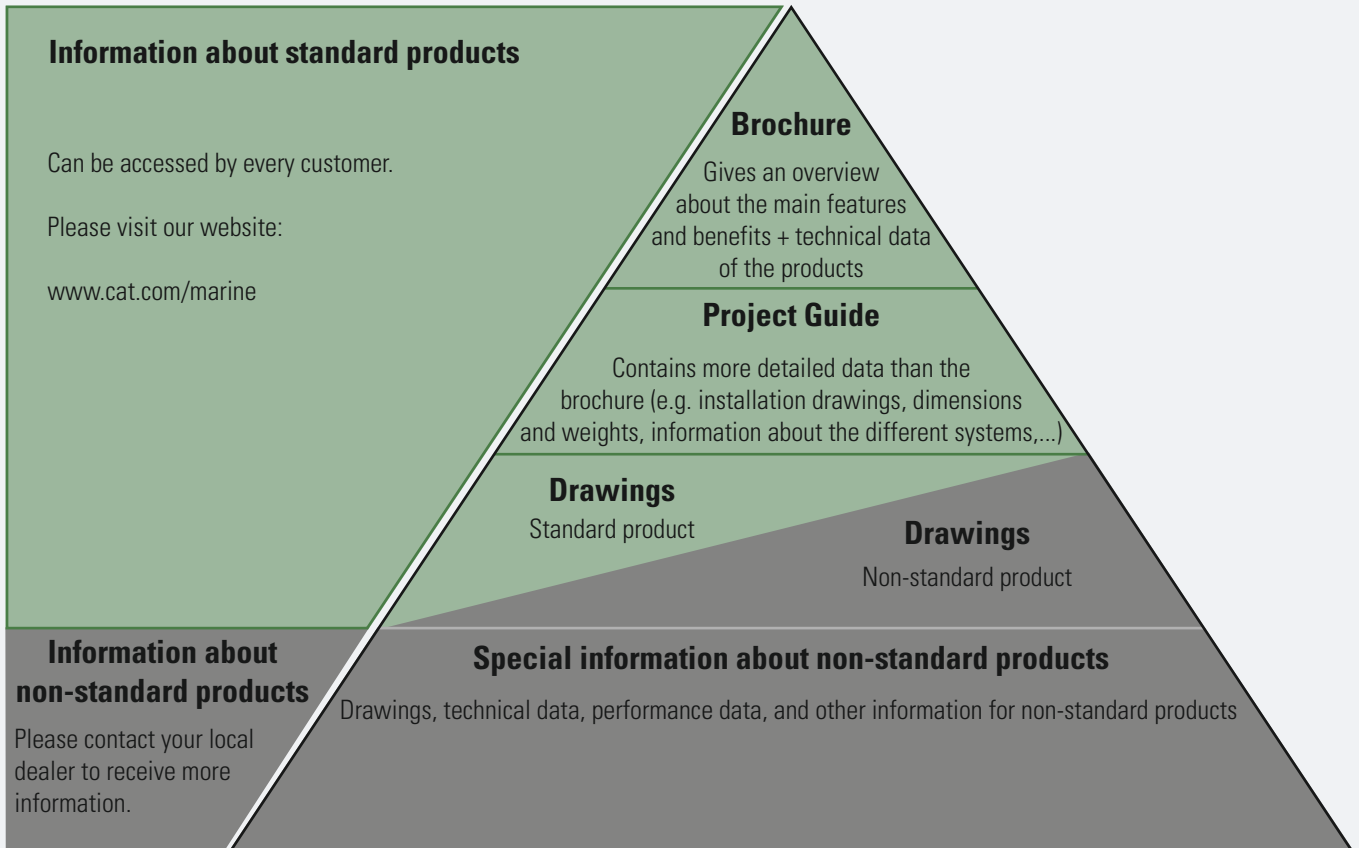 Information about standard products
Can be accessed by every customer.
Please visit our website:
www.cat.com/marine
Brochure
Gives an overview
about the main features
and benefits + technical data
of the products
Project Guide
Contains more detailed data than the
brochure (e.g. installation drawings, dimensions
and weights, information about the different systems,...)
Drawings
Standard product
Drawings
Non-standard product
Information about
non-standard products
Please contact your local
dealer to receive more
information.
Special information about non-standard products
Drawings, technical data, performance data, and other information for non-standard products